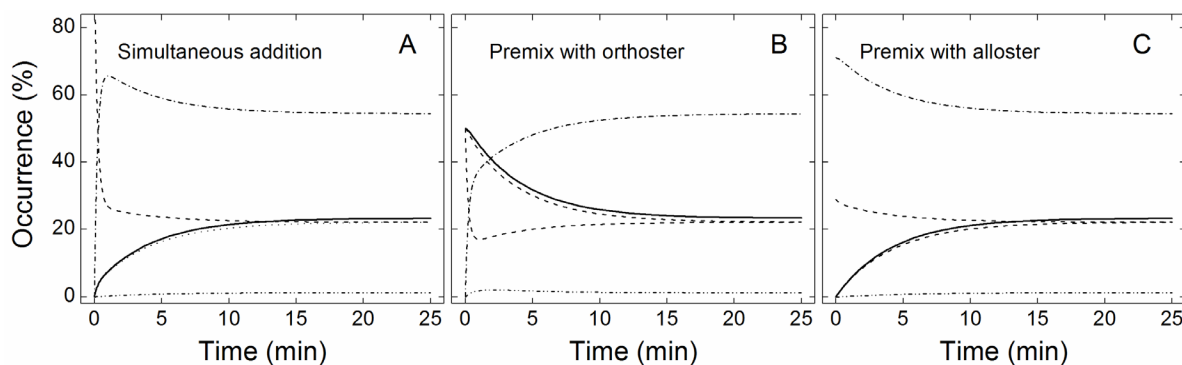 Simultaneous addition A
Premix with orthoster B
Premix with alloster C
Occurrence (%)
80
60
40
20
0
0 5 10 15 20 25
0 5 10 15 20 25
0 5 10 15 20 25
Time (min)
Time (min)
Time (min)